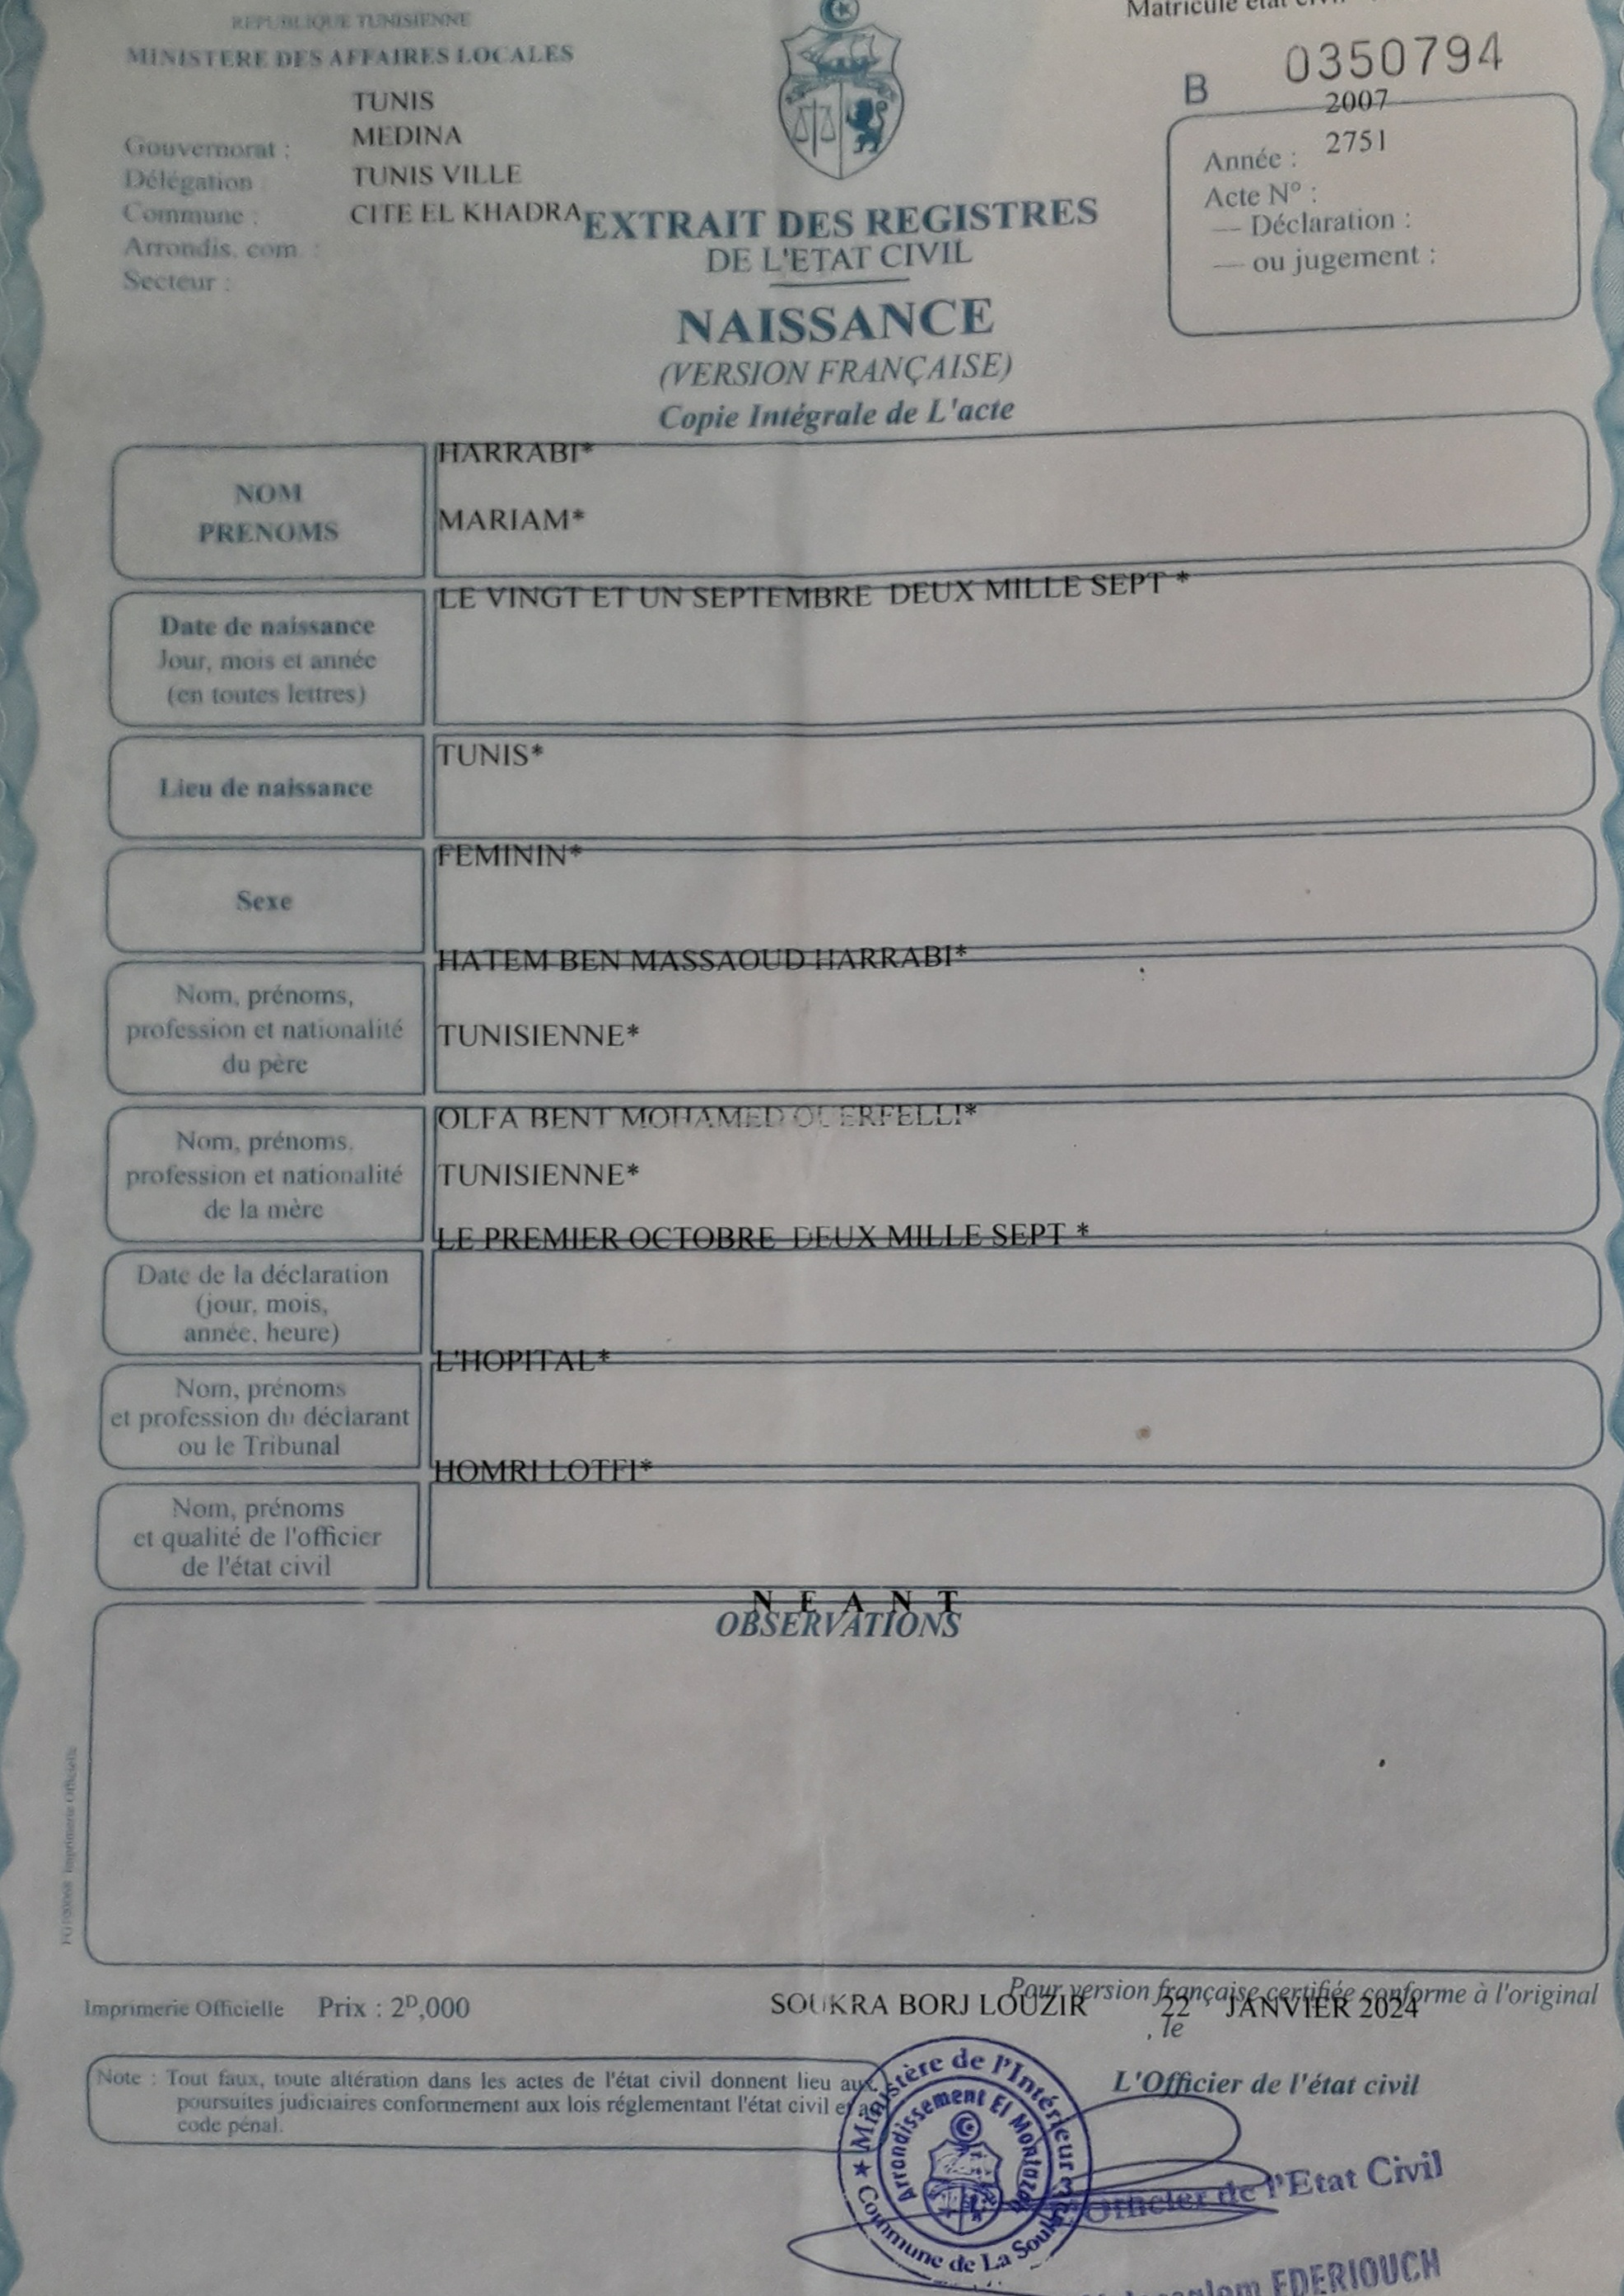 REPUBLIQUE TUNISIENNE
MINISTERE DES AFFAIRES LOCALES
Matricule etat
B 0350794
TUNIS
Gouvernorat : MEDINA
Délégation TUNIS VILLE
Commune : CITE EL KHADRA
Arrondis. com. :
Secteur :
2007
Année : 2751
Acte N° :
— Déclaration :
— ou jugement :
EXTRAIT DES REGISTRES
DE L'ETAT CIVIL
NAISSANCE
(VERSION FRANÇAISE)
Copie Intégrale de L'acte
NOM
PRENOMS
HARRABI*
MARIAM*
Date de naissance
Jour, mois et année
(en toutes lettres)
LE VINGT ET UN SEPTEMBRE DEUX MILLE SEPT *
Lieu de naissance
TUNIS*
Sexe
FEMININ*
Nom, prénoms,
profession et nationalité
du père
HATEM BEN MASSAOUD HARRABI*
TUNISIENNE*
Nom, prénoms,
profession et nationalité
de la mère
OLFA BENT MOHAMED OUERFELLI*
TUNISIENNE*
Date de la déclaration
(jour, mois,
année, heure)
LE PREMIER OCTOBRE DEUX MILLE SEPT *
Nom, prénoms
et profession du déclarant
ou le Tribunal
L'HOPITAL*
Nom, prénoms
et qualité de l'officier
de l'état civil
HOMRI LOTFI*
N E A N T
OBSERVATIONS
Imprimerie Officielle
Imprimerie Officielle Prix : 2ᴰ,000
Pour version française certifiée conforme à l'original
SOUKRA BORJ LOUZIR 22 JANVIER 2024
, le
Note : Tout faux, toute altération dans les actes de l'état civil donnent lieu aux
poursuites judiciaires conformement aux lois réglementant l'état civil et au
code pénal.
L'Officier de l'état civil
Ministère de l'Intérieur
Arrondissement El Montazah
★ Commune de La Soukra
L'Officier de l'Etat Civil
EDERIOUCH